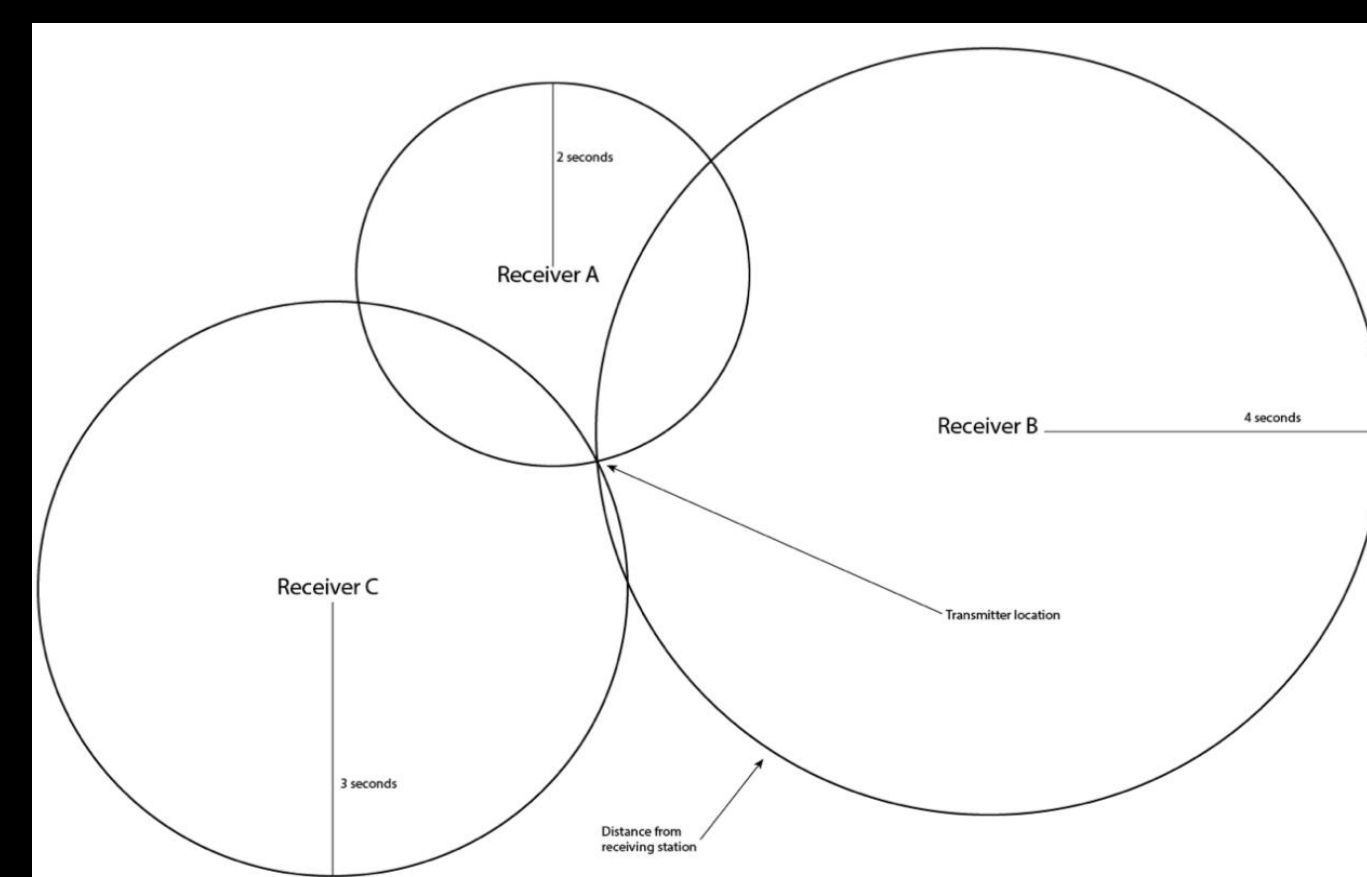 2 seconds
Receiver A
Receiver B
4 seconds
Receiver C
Transmitter location
3 seconds
Distance from
receiving station